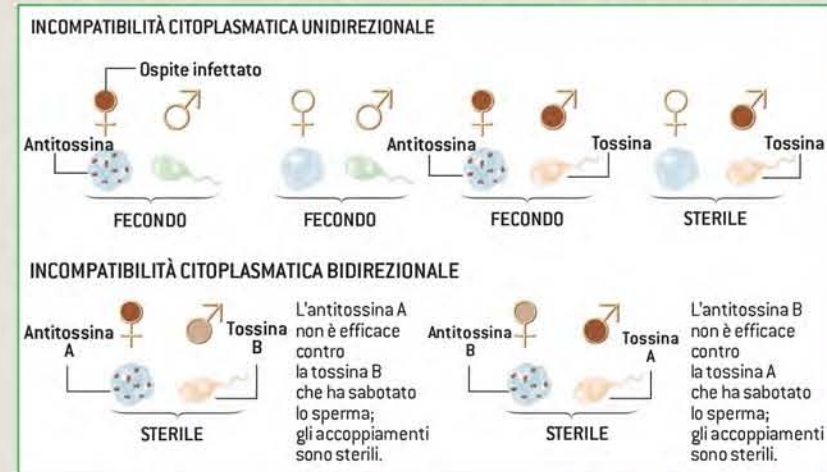 INCOMPATIBILITÀ CITOPLASMATICA UNIDIREZIONALE
Ospite infettato
Antitossina
FECONDO
FECONDO
Antitossina
Tossina
FECONDO
Tossina
STERILE
INCOMPATIBILITÀ CITOPLASMATICA BIDIREZIONALE
Antitossina
A
Tossina
B
STERILE
L'antitossina A
non è efficace
contro
la tossina B
che ha sabotato
lo sperma;
gli accoppiamenti
sono sterili.
Antitossina
B
Tossina
A
STERILE
L'antitossina B
non è efficace
contro
la tossina A
che ha sabotato
lo sperma;
gli accoppiamenti
sono sterili.